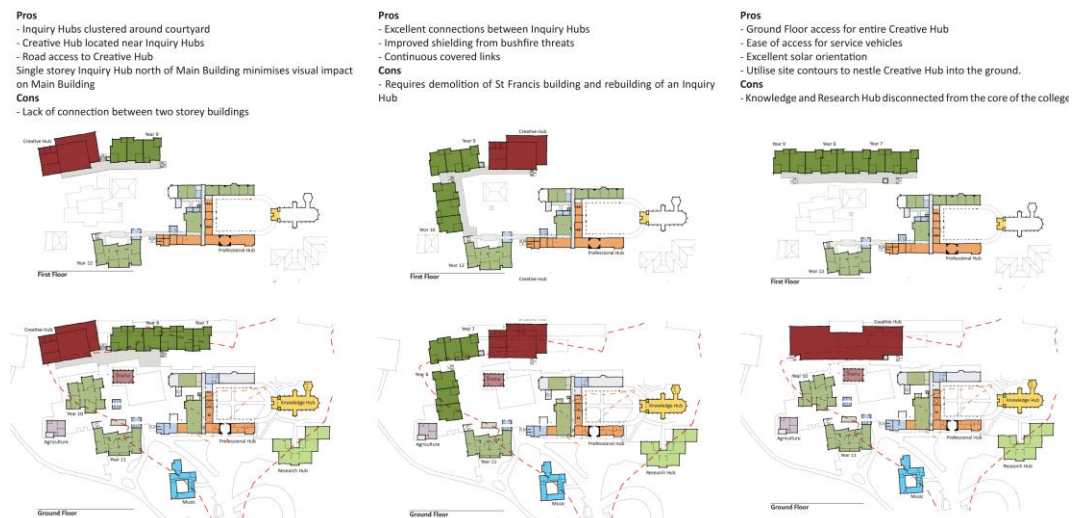 Pros
- Inquiry Hubs clustered around courtyard
- Creative Hub located near Inquiry Hubs
- Road access to Creative Hub
Single storey Inquiry Hub north of Main Building minimises visual impact
on Main Building
Cons
- Lack of connection between two storey buildings
Creative Hub
Year 9
Professional Hub
Year 12
First Floor
Creative Hub
Year 8
Year 7
Drama
Year 10
Knowledge Hub
Agriculture
Professional Hub
Year 11
Research Hub
Music
Ground Floor
Pros
- Excellent connections between Inquiry Hubs
- Improved shielding from bushfire threats
- Continuous covered links
Cons
- Requires demolition of St Francis building and rebuilding of an Inquiry
Hub
Creative Hub
Year 9
Year 10
Professional Hub
Year 12
Creative Hub
First Floor
Year 7
Creative Hub
Drama
Year 8
Knowledge Hub
Agriculture
Professional Hub
Year 11
Research Hub
Music
Ground Floor
Pros
- Ground Floor access for entire Creative Hub
- Ease of access for service vehicles
- Excellent solar orientation
- Utilise site contours to nestle Creative Hub into the ground.
Cons
- Knowledge and Research Hub disconnected from the core of the college
Year 9
Year 8
Year 7
Professional Hub
Year 12
First Floor
Creative Hub
Drama
Year 10
Knowledge Hub
Agriculture
Professional Hub
Year 11
Research Hub
Music
Ground Floor